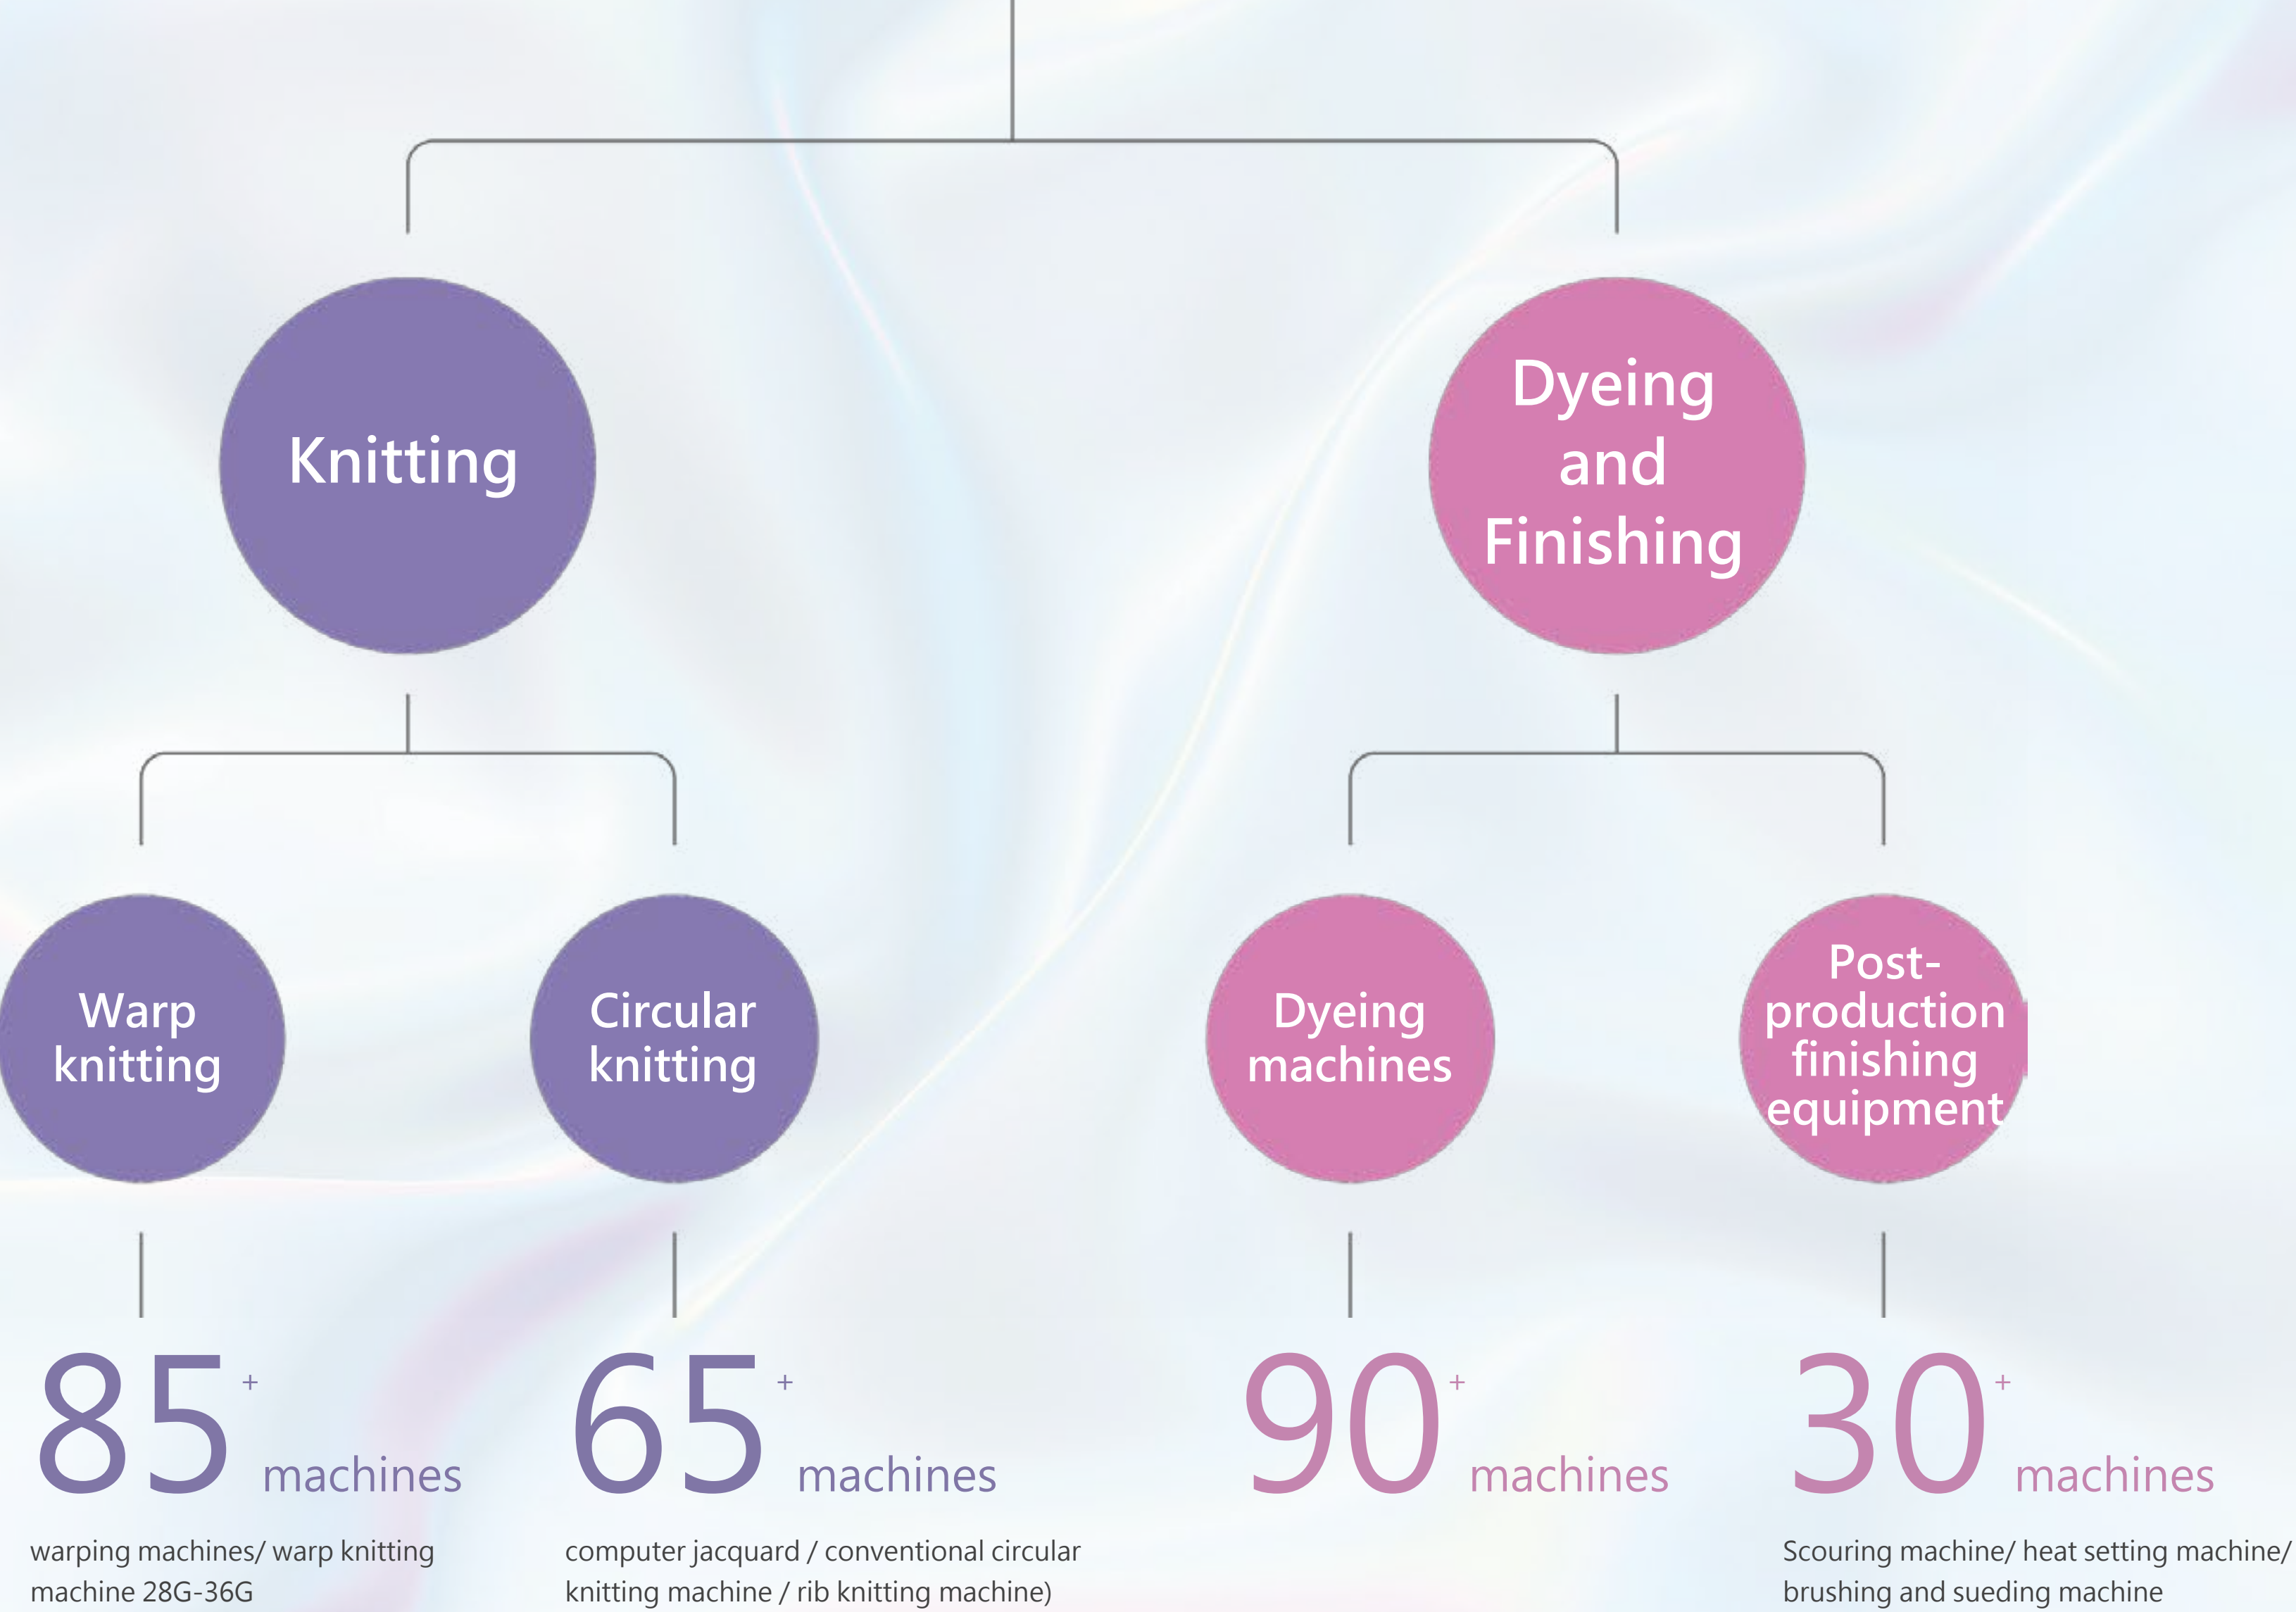 Knitting
Dyeing
and
Finishing
Warp
knitting
Circular
knitting
Dyeing
machines
Post-
production
finishing
equipment
85+ machines
65+ machines
90+ machines
30+ machines
warping machines/ warp knitting
machine 28G-36G
computer jacquard / conventional circular
knitting machine / rib knitting machine)
Scouring machine/ heat setting machine/
brushing and sueding machine